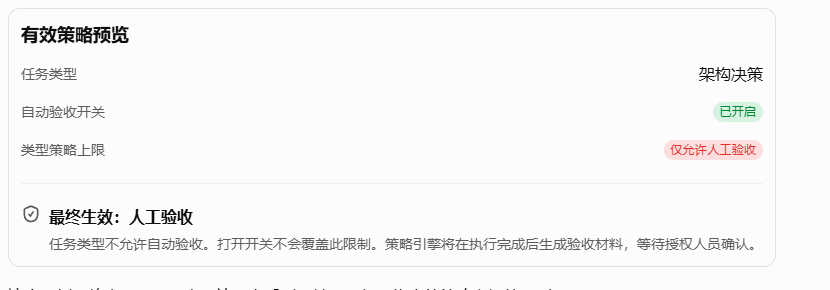 有效策略预览
任务类型 架构决策
自动验收开关 已开启
类型策略上限 仅允许人工验收
最终生效：人工验收
任务类型不允许自动验收。打开开关不会覆盖此限制。策略引擎将在执行完成后生成验收材料，等待授权人员确认。